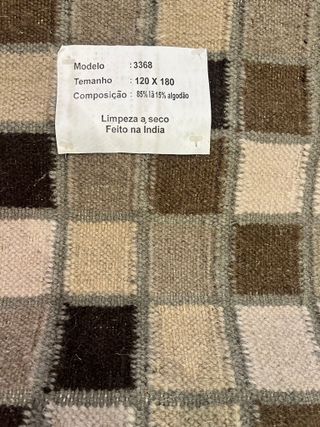 Modelo : 3368
Temanho : 120 X 180
Composição : 85% lã 15% algodão
Limpeza a seco
Feito na India